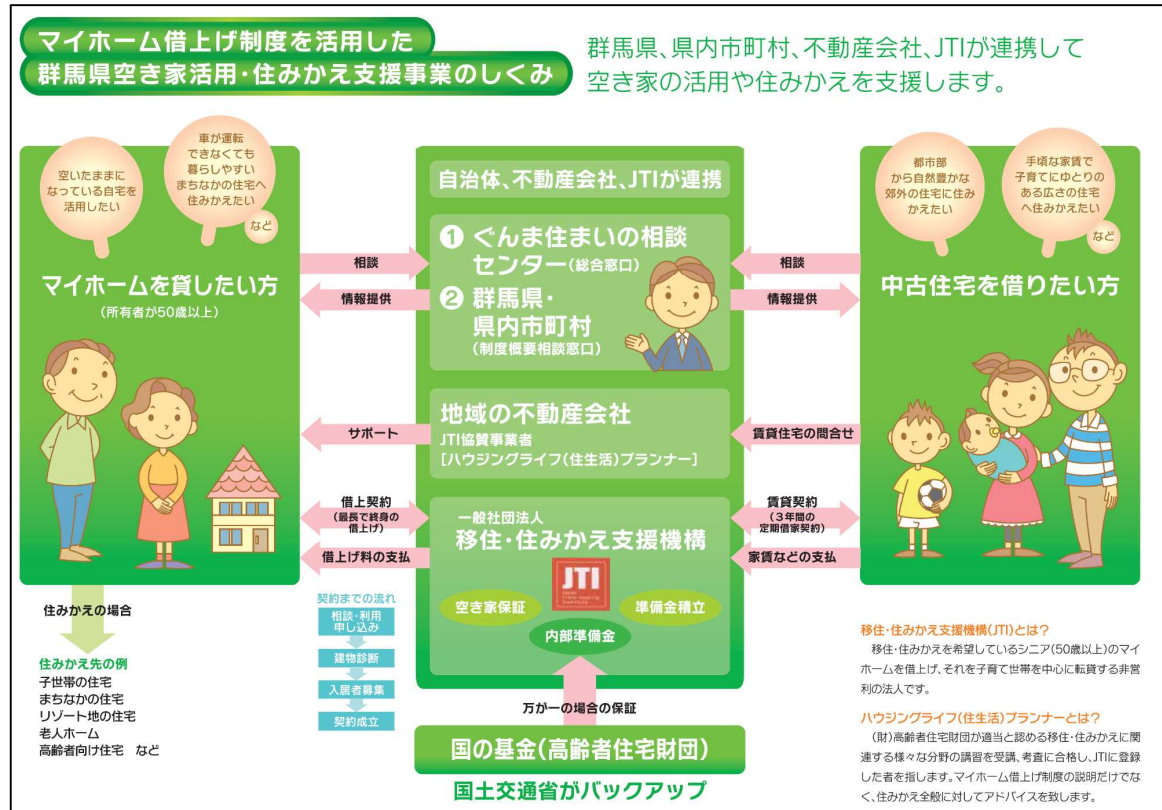 マイホーム借上げ制度を活用した
群馬県空き家活用・住みかえ支援事業のしくみ
群馬県、県内市町村、不動産会社、JTIが連携して
空き家の活用や住みかえを支援します。
空いたままに
なっている自宅を
活用したい
車が運転
できなくても
暮らしやすい
まちなかの住宅へ
住みかえたい
など
マイホームを貸したい方
(所有者が50歳以上)
相談
情報提供
サポート
借上契約
(最長で終身の
借上げ)
借上げ料の支払
自治体、不動産会社、JTIが連携
❶ ぐんま住まいの相談
センター(総合窓口)
❷ 群馬県・
県内市町村
(制度概要相談窓口)
地域の不動産会社
JTI協賛事業者
[ハウジングライフ(住生活)プランナー]
一般社団法人
移住・住みかえ支援機構
JTI
空き家保証
準備金積立
内部準備金
万が一の場合の保証
国の基金(高齢者住宅財団)
国土交通省がバックアップ
相談
情報提供
賃貸住宅の問合せ
賃貸契約
(3年間の
定期借家契約)
家賃などの支払
都市部
から自然豊かな
郊外の住宅に住み
かえたい
手頃な家賃で
子育てにゆとりの
ある広さの住宅
へ住みかえたい
など
中古住宅を借りたい方
住みかえの場合
住みかえ先の例
子世帯の住宅
まちなかの住宅
リゾート地の住宅
老人ホーム
高齢者向け住宅 など
契約までの流れ
相談・利用
申し込み
建物診断
入居者募集
契約成立
移住・住みかえ支援機構(JTI)とは?
移住・住みかえを希望しているシニア(50歳以上)のマイ
ホームを借上げ、それを子育て世帯を中心に転貸する非営
利の法人です。
ハウジングライフ(住生活)プランナーとは?
(財)高齢者住宅財団が適当と認める移住・住みかえに関
連する様々な分野の講習を受講、考査に合格し、JTIに登録
した者を指します。マイホーム借上げ制度の説明だけでな
く、住みかえ全般に対してアドバイスを致します。